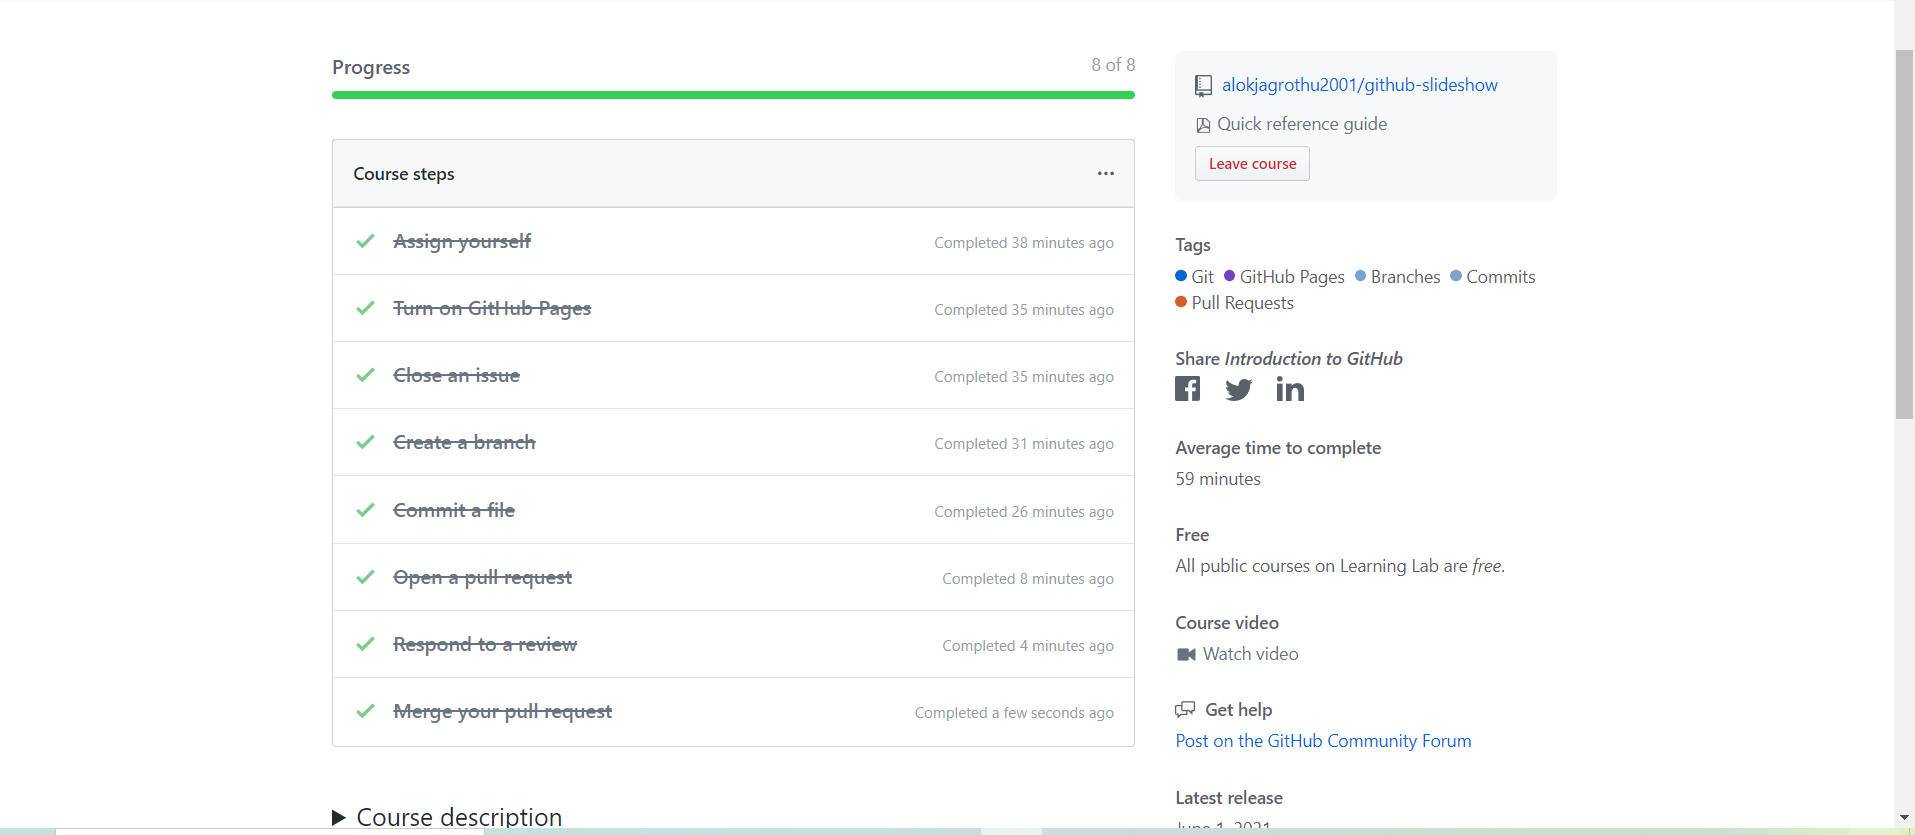 Progress
8 of 8
Course steps
Assign yourself
Completed 38 minutes ago
Turn on GitHub Pages
Completed 35 minutes ago
Close an issue
Completed 35 minutes ago
Create a branch
Completed 31 minutes ago
Commit a file
Completed 26 minutes ago
Open a pull request
Completed 8 minutes ago
Respond to a review
Completed 4 minutes ago
Merge your pull request
Completed a few seconds ago
Course description
alokjagrothu2001/github-slideshow
Quick reference guide
Leave course
Tags
Git GitHub Pages Branches Commits
Pull Requests
Share Introduction to GitHub
Average time to complete
59 minutes
Free
All public courses on Learning Lab are free.
Course video
Watch video
Get help
Post on the GitHub Community Forum
Latest release
June 1, 2021